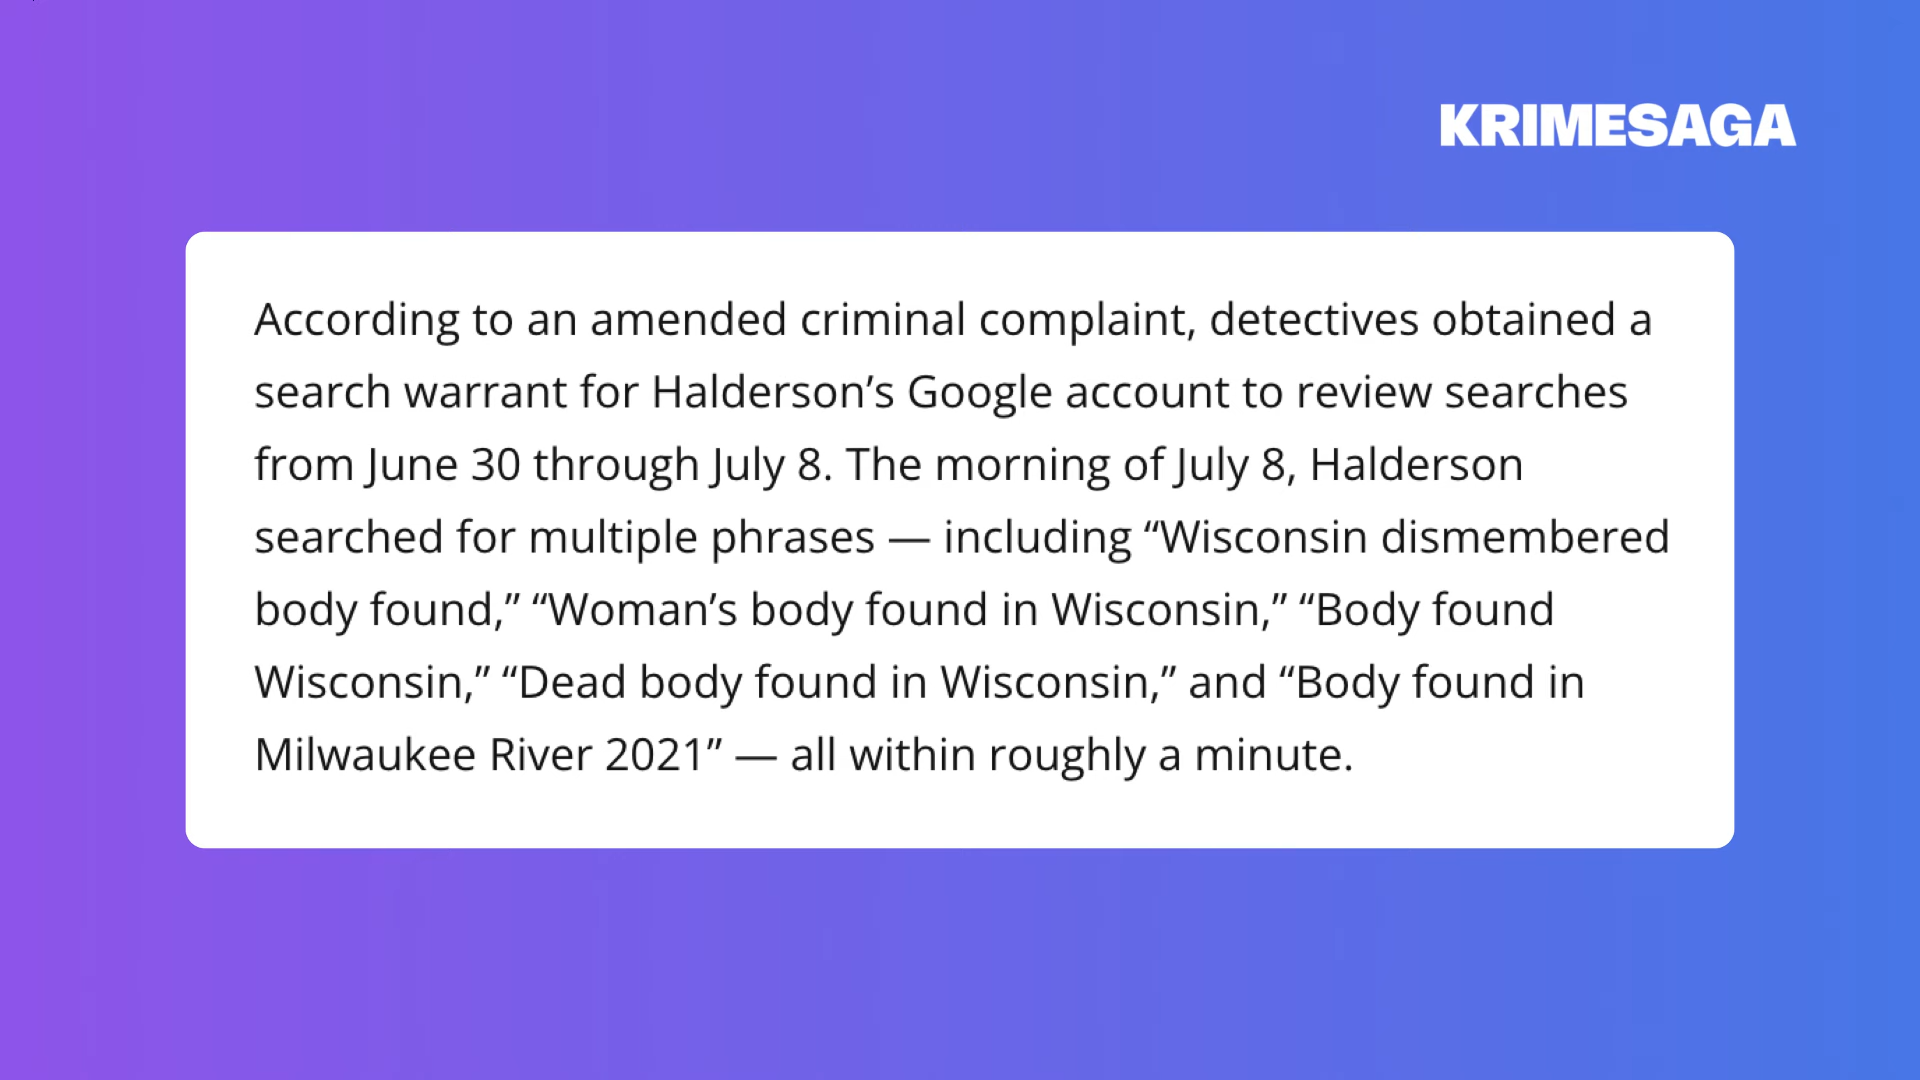 KRIMESAGA
According to an amended criminal complaint, detectives obtained a
search warrant for Halderson’s Google account to review searches
from June 30 through July 8. The morning of July 8, Halderson
searched for multiple phrases — including “Wisconsin dismembered
body found,” “Woman’s body found in Wisconsin,” “Body found
Wisconsin,” “Dead body found in Wisconsin,” and “Body found in
Milwaukee River 2021” — all within roughly a minute.